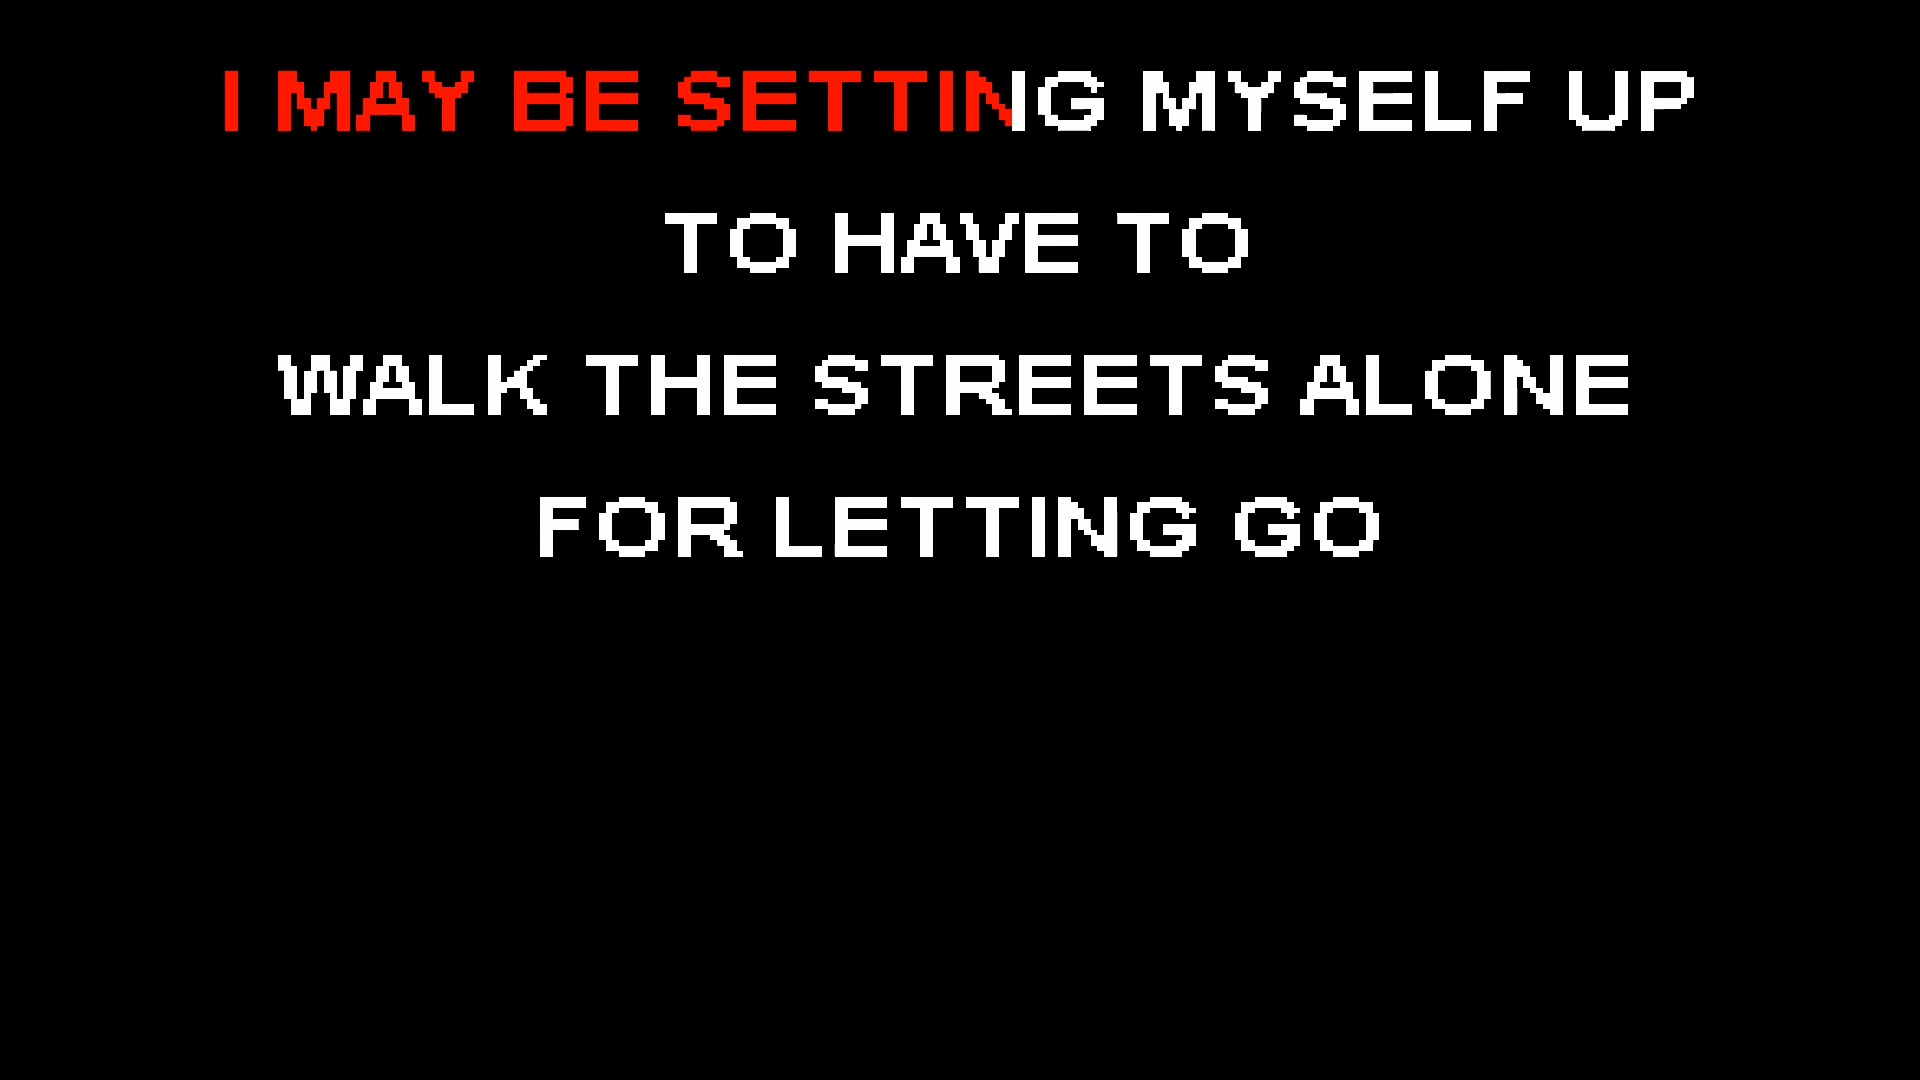 I MAY BE SETTING MYSELF UP
TO HAVE TO
WALK THE STREETS ALONE
FOR LETTING GO